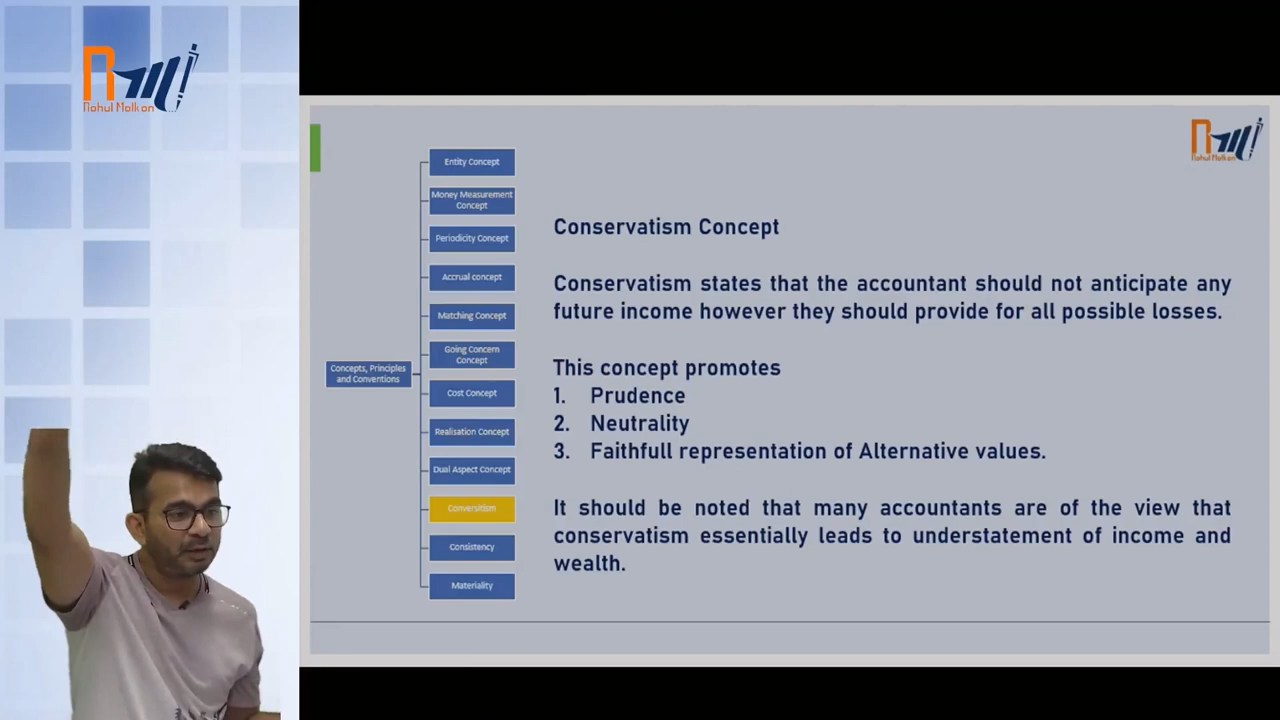 Rahul Malkan
Rahul Malkan
Entity Concept
Money Measurement
Concept
Periodicity Concept
Accrual concept
Matching Concept
Going Concern
Concept
Concepts, Principles
and Conventions
Cost Concept
Realisation Concept
Dual Aspect Concept
Conversitism
Consistency
Materiality
Conservatism Concept
Conservatism states that the accountant should not anticipate any
future income however they should provide for all possible losses.
This concept promotes
1. Prudence
2. Neutrality
3. Faithfull representation of Alternative values.
It should be noted that many accountants are of the view that
conservatism essentially leads to understatement of income and
wealth.